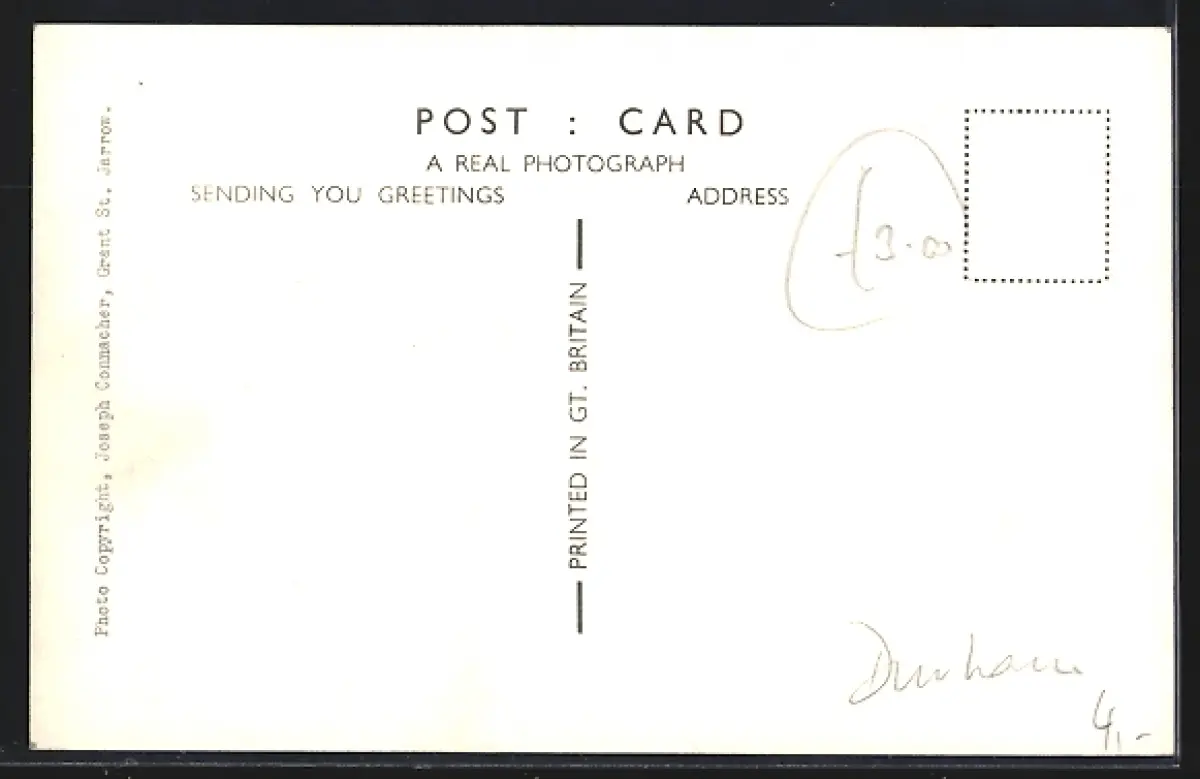 POST : CARD
A REAL PHOTOGRAPH
SENDING YOU GREETINGS
ADDRESS
£3.00
PRINTED IN GT. BRITAIN
Photo Copyright, Joseph Connacher, Grant St. Jarrow.
Durham
4,-